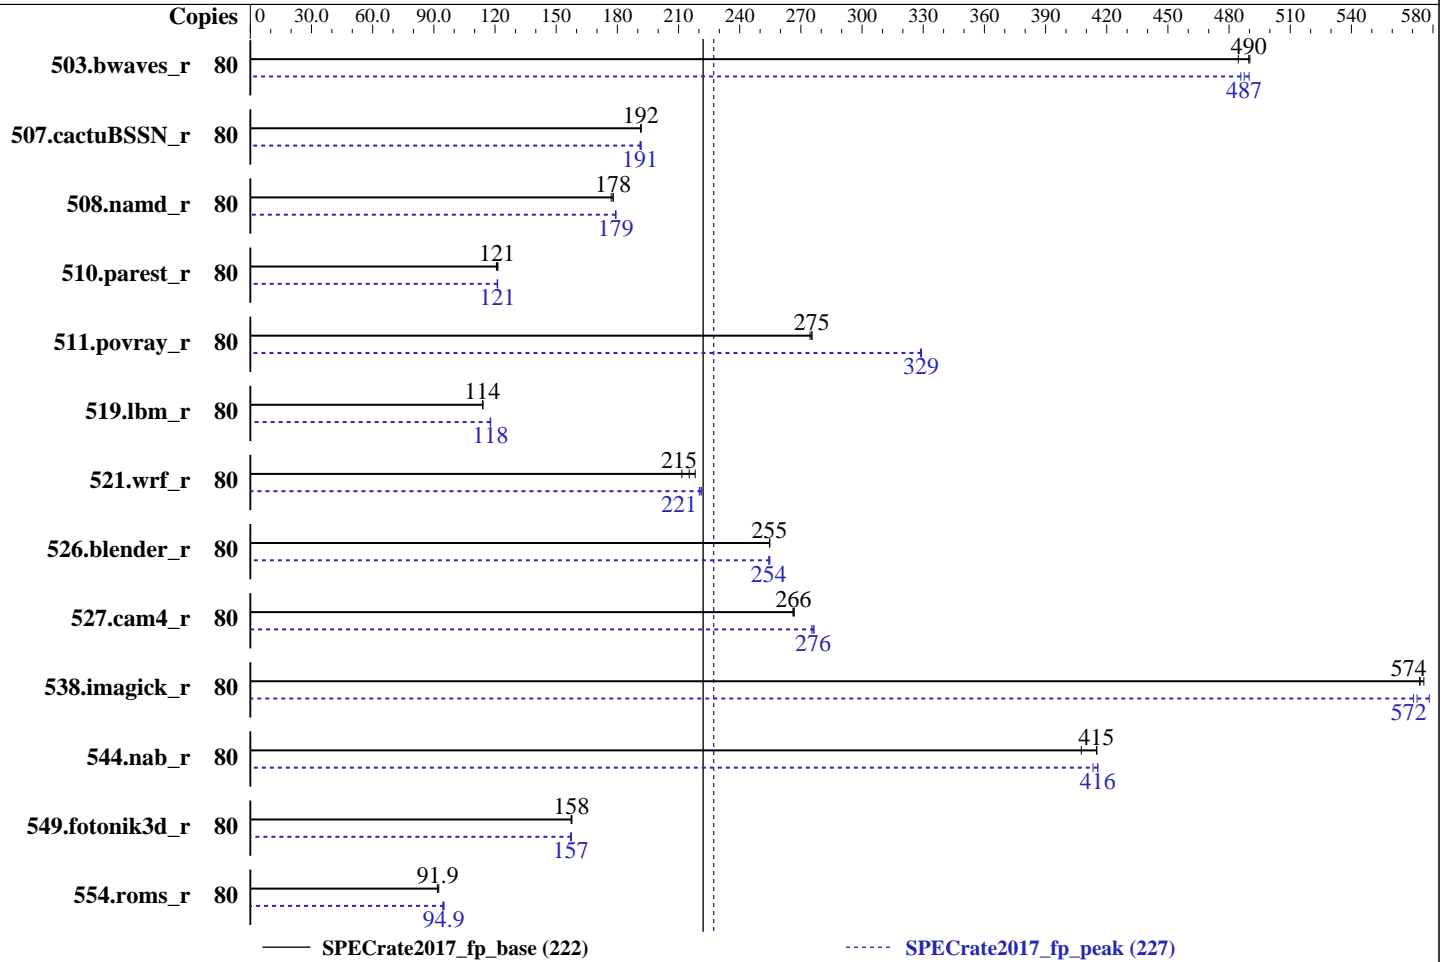 Copies 0 30.0 60.0 90.0 120 150 180 210 240 270 300 330 360 390 420 450 480 510 540 580
490
503.bwaves_r 80
487
192
507.cactuBSSN_r 80
191
178
508.namd_r 80
179
121
510.parest_r 80
121
275
511.povray_r 80
329
114
519.lbm_r 80
118
215
521.wrf_r 80
221
255
526.blender_r 80
254
266
527.cam4_r 80
276
574
538.imagick_r 80
572
415
544.nab_r 80
416
158
549.fotonik3d_r 80
157
91.9
554.roms_r 80
94.9
SPECrate2017_fp_base (222) SPECrate2017_fp_peak (227)